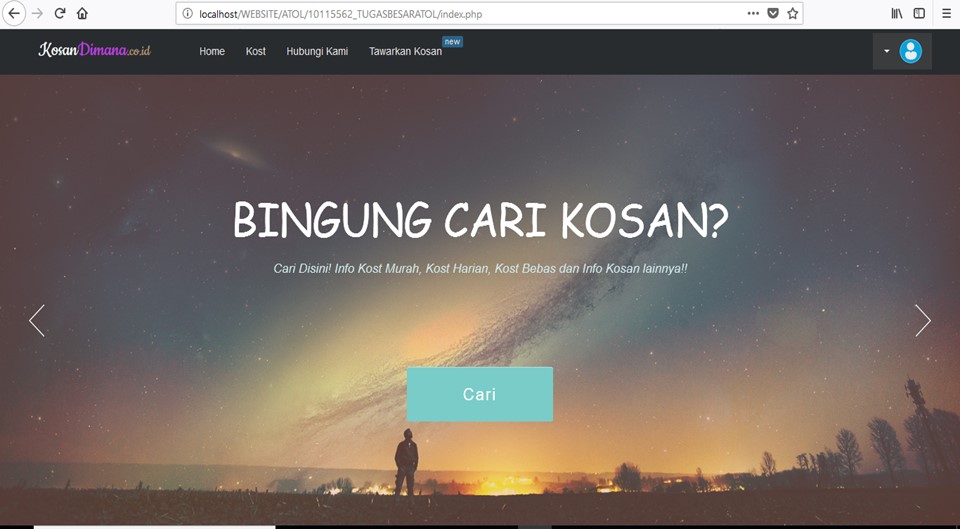 localhost/WEBSITE/ATOL/10115562_TUGASBESARATOL/index.php
KosanDimana.co.id
Home
Kost
Hubungi Kami
Tawarkan Kosan
new
BINGUNG CARI KOSAN?
Cari Disini! Info Kost Murah, Kost Harian, Kost Bebas dan Info Kosan lainnya!!
Cari